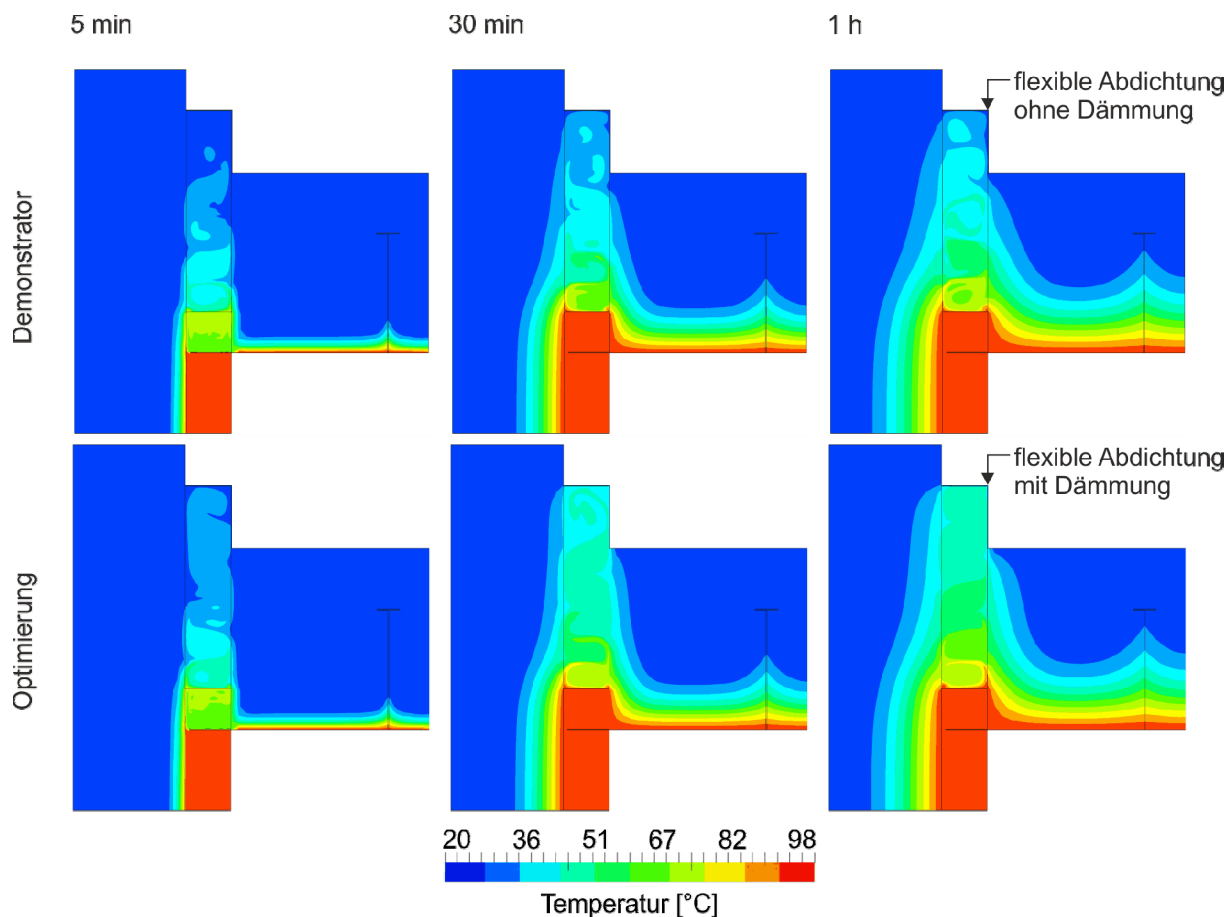 5 min 30 min 1 h
flexible Abdichtung
ohne Dämmung
Demonstrator
flexible Abdichtung
mit Dämmung
Optimierung
20 36 51 67 82 98
Temperatur [°C]